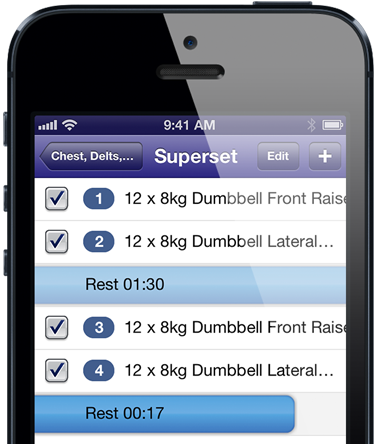 9:41 AM
Chest, Delts,... Superset Edit +
1 12 x 8kg Dumbbell Front Raise
2 12 x 8kg Dumbbell Lateral...
Rest 01:30
3 12 x 8kg Dumbbell Front Raise
4 12 x 8kg Dumbbell Lateral...
Rest 00:17